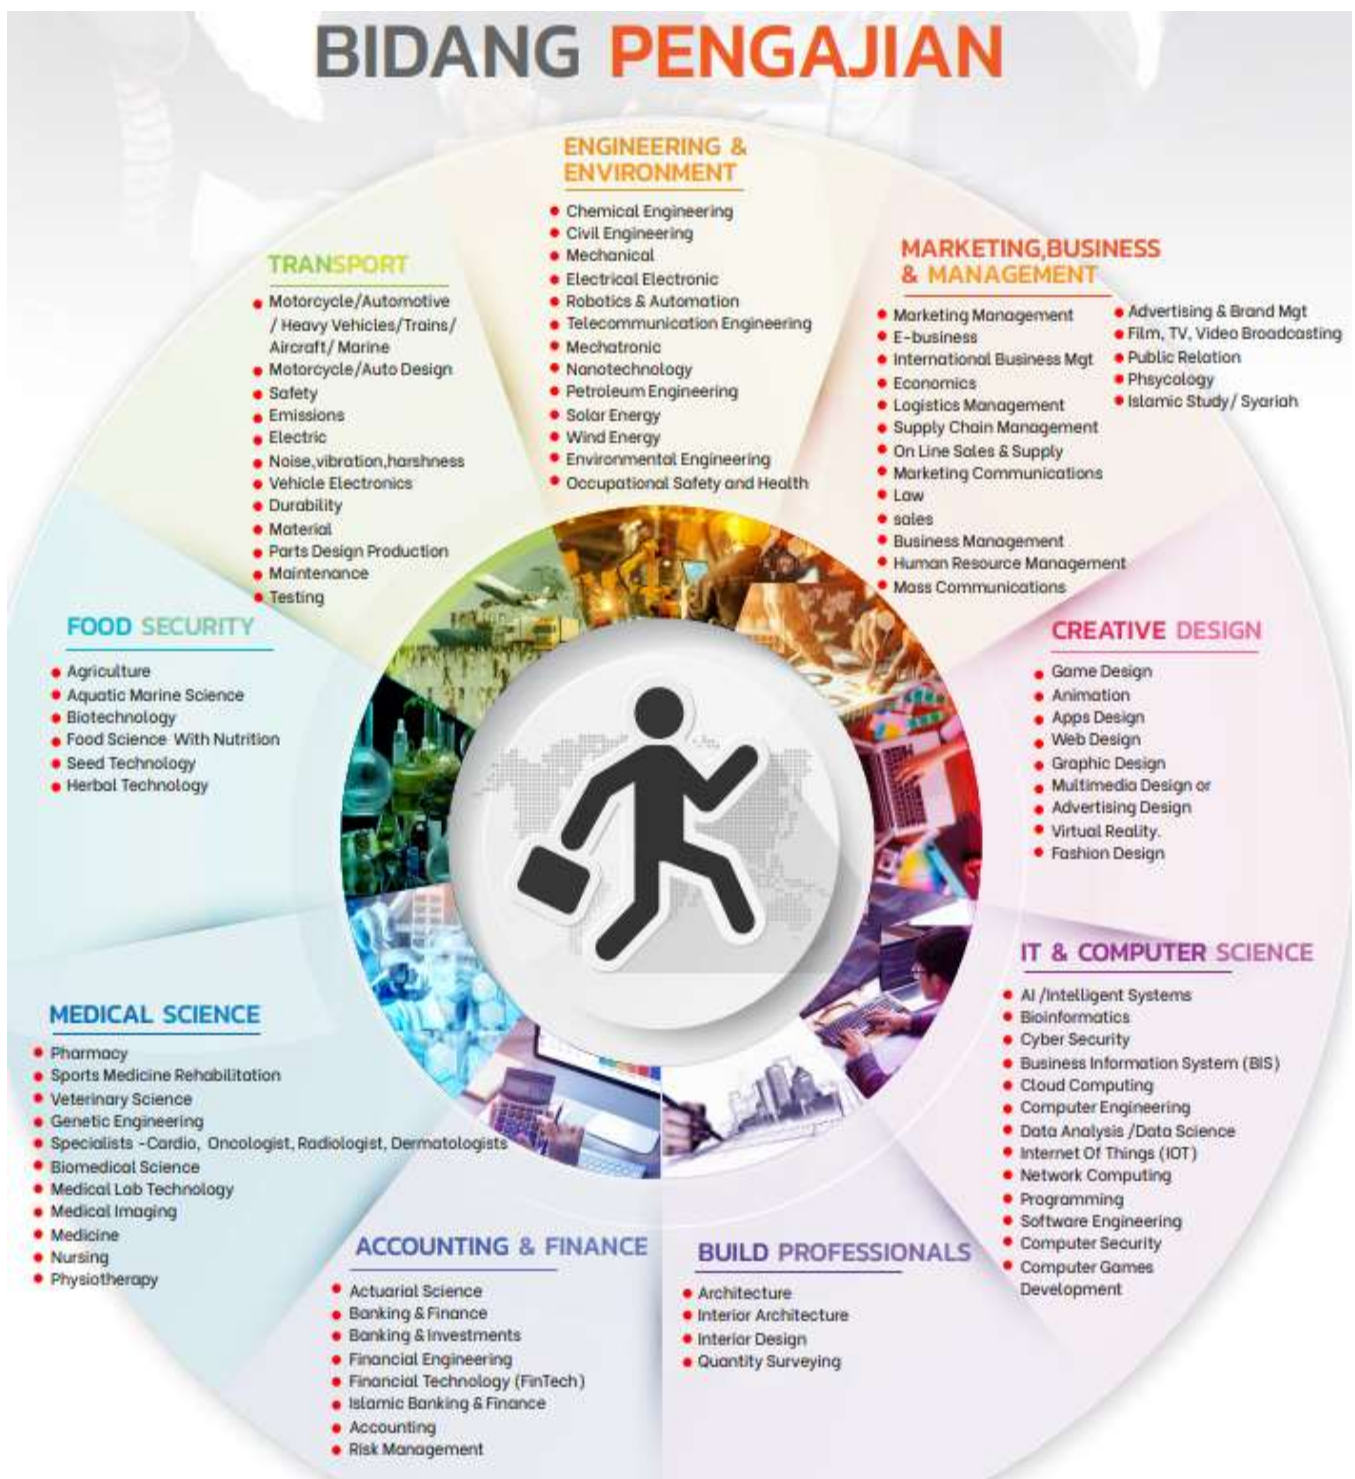 BIDANG PENGAJIAN
ENGINEERING &
ENVIRONMENT
Chemical Engineering
Civil Engineering
Mechanical
Electrical Electronic
Robotics & Automation
Telecommunication Engineering
Mechatronic
Nanotechnology
Petroleum Engineering
Solar Energy
Wind Energy
Environmental Engineering
Occupational Safety and Health
MARKETING,BUSINESS
& MANAGEMENT
Marketing Management
E-business
International Business Mgt
Economics
Logistics Management
Supply Chain Management
On Line Sales & Supply
Marketing Communications
Law
sales
Business Management
Human Resource Management
Mass Communications
Advertising & Brand Mgt
Film, TV, Video Broadcasting
Public Relation
Phsycology
Islamic Study/ Syariah
CREATIVE DESIGN
Game Design
Animation
Apps Design
Web Design
Graphic Design
Multimedia Design or
Advertising Design
Virtual Reality.
Fashion Design
IT & COMPUTER SCIENCE
AI /Intelligent Systems
Bioinformatics
Cyber Security
Business Information System (BIS)
Cloud Computing
Computer Engineering
Data Analysis /Data Science
Internet Of Things (IOT)
Network Computing
Programming
Software Engineering
Computer Security
Computer Games
Development
BUILD PROFESSIONALS
Architecture
Interior Architecture
Interior Design
Quantity Surveying
ACCOUNTING & FINANCE
Actuarial Science
Banking & Finance
Banking & Investments
Financial Engineering
Financial Technology (FinTech)
Islamic Banking & Finance
Accounting
Risk Management
MEDICAL SCIENCE
Pharmacy
Sports Medicine Rehabilitation
Veterinary Science
Genetic Engineering
Specialists -Cardio, Oncologist, Radiologist, Dermatologists
Biomedical Science
Medical Lab Technology
Medical Imaging
Medicine
Nursing
Physiotherapy
FOOD SECURITY
Agriculture
Aquatic Marine Science
Biotechnology
Food Science With Nutrition
Seed Technology
Herbal Technology
TRANSPORT
Motorcycle/Automotive
/ Heavy Vehicles/Trains/
Aircraft/ Marine
Motorcycle/Auto Design
Safety
Emissions
Electric
Noise,vibration,harshness
Vehicle Electronics
Durability
Material
Parts Design Production
Maintenance
Testing